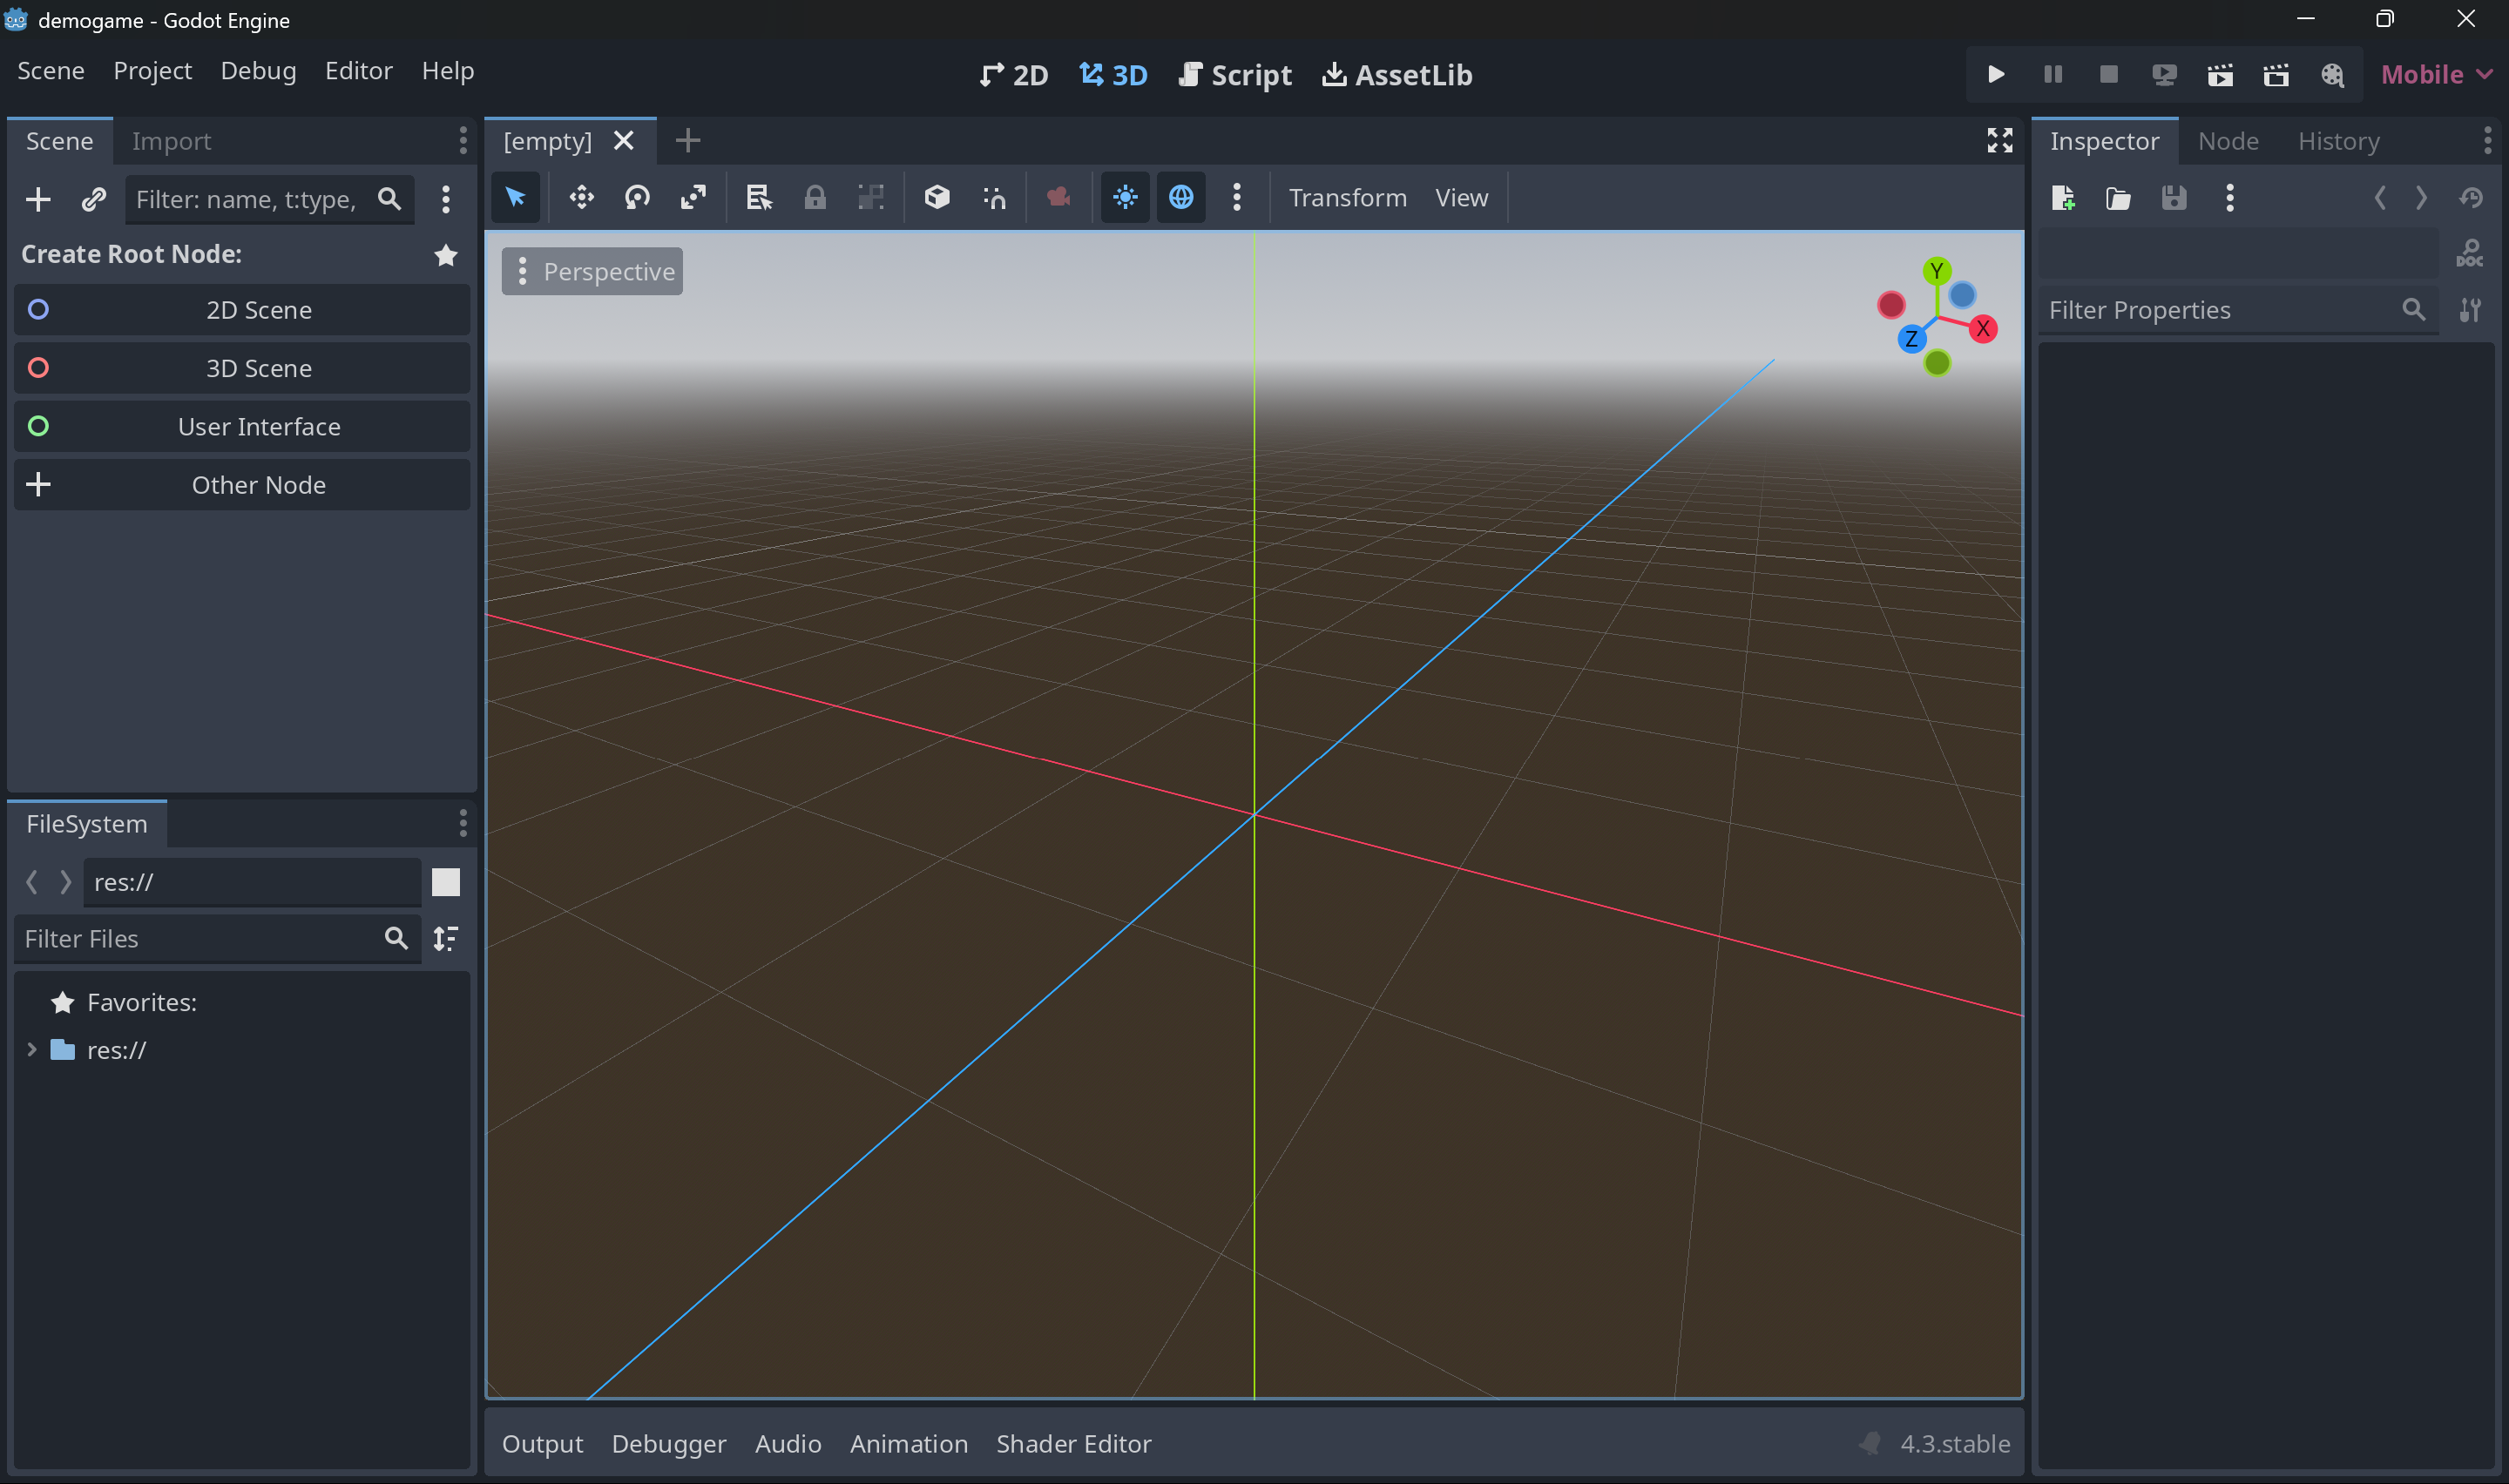 demogame - Godot Engine
Scene Project Debug Editor Help
2D 3D Script AssetLib
Mobile
Scene Import
Filter: name, t:type,
Create Root Node:
2D Scene
3D Scene
User Interface
Other Node
FileSystem
res://
Filter Files
Favorites:
res://
[empty]
Transform View
Perspective
Y
X
Z
Output Debugger Audio Animation Shader Editor
4.3.stable
Inspector Node History
DOC
Filter Properties